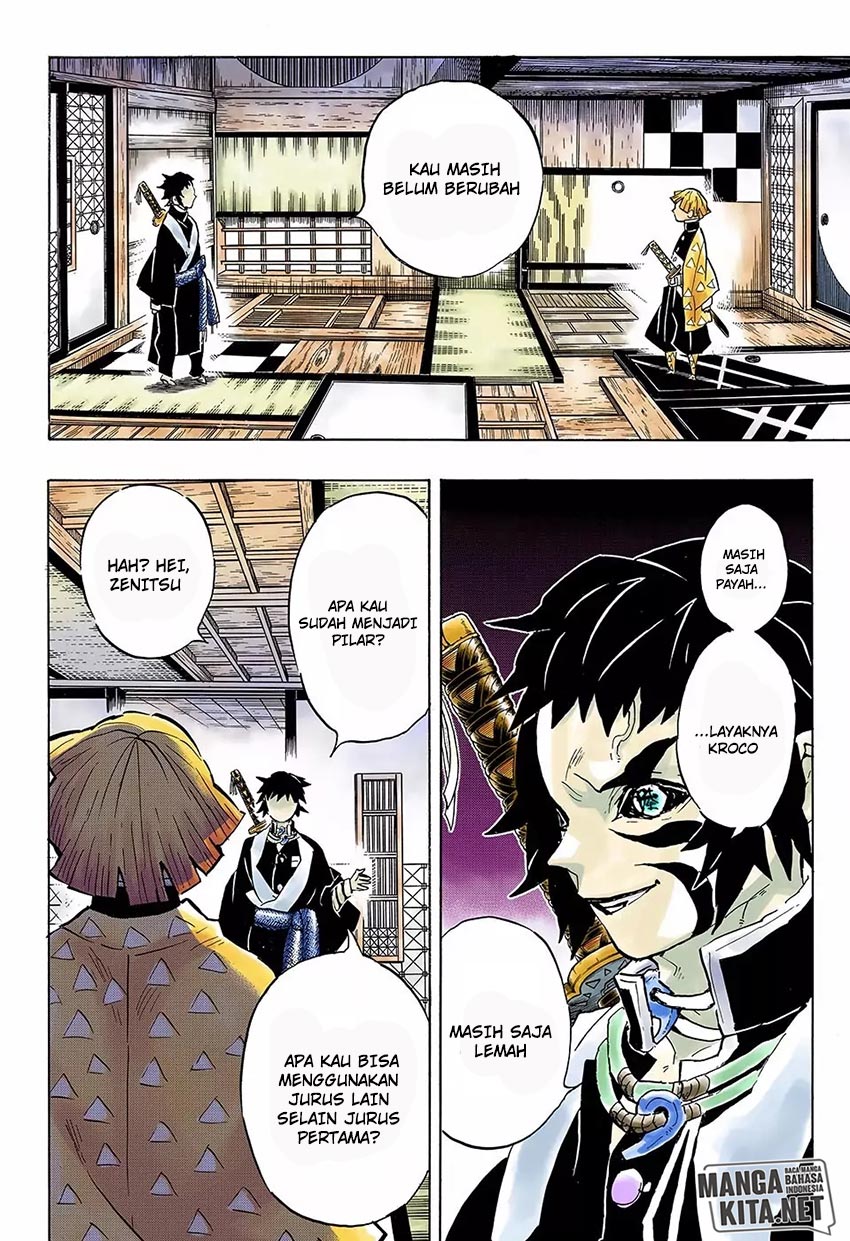 KAU MASIH
BELUM BERUBAH
MASIH
SAJA
PAYAH...
...LAYAKNYA
KROCO
MASIH SAJA
LEMAH
APA KAU
SUDAH MENJADI
PILAR?
HAH? HEI,
ZENITSU
APA KAU BISA
MENGGUNAKAN
JURUS LAIN
SELAIN JURUS
PERTAMA?
MANGA
KITA.NET
BACA MANGA
BAHASA
INDONESIA